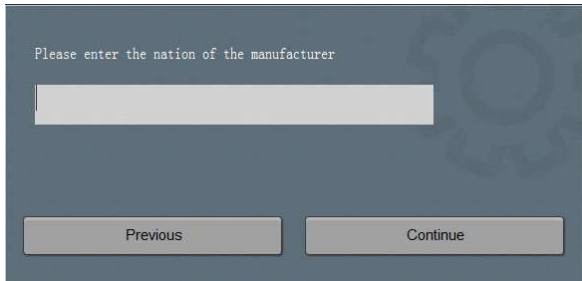 Please enter the nation of the manufacturer
Previous
Continue